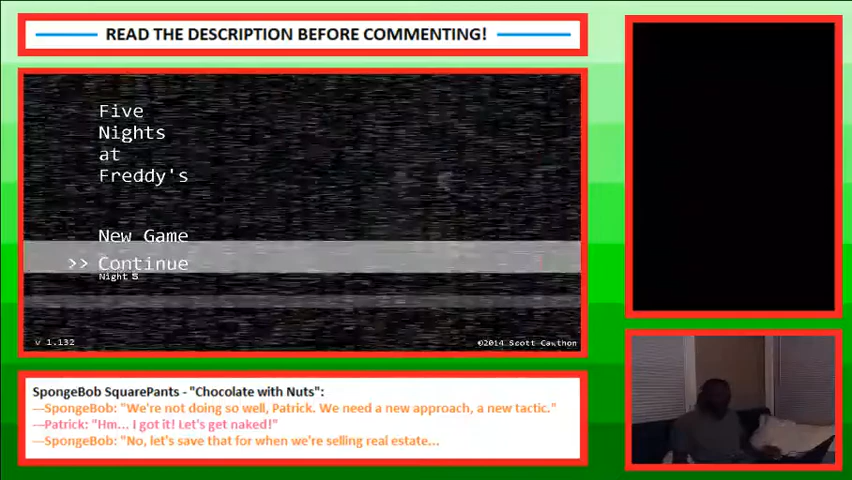 READ THE DESCRIPTION BEFORE COMMENTING!
Five
Nights
at
Freddy's
New Game
>> Continue
Night 5
v 1.132
©2014 Scott Cawthon
SpongeBob SquarePants - "Chocolate with Nuts":
—SpongeBob: "We're not doing so well, Patrick. We need a new approach, a new tactic."
—Patrick: "Hm... I got it! Let's get naked!"
—SpongeBob: "No, let's save that for when we're selling real estate...